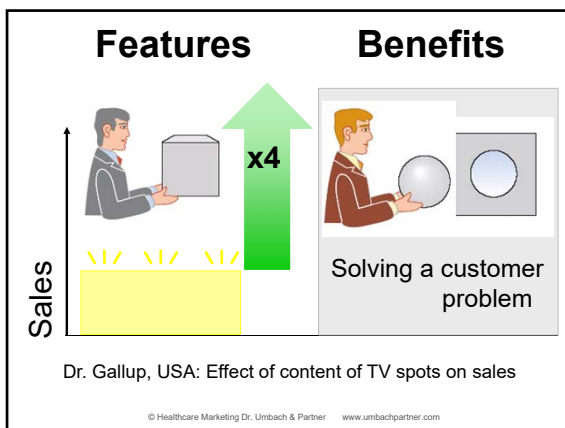 Features
Benefits
x4
Sales
Solving a customer
problem
Dr. Gallup, USA: Effect of content of TV spots on sales
© Healthcare Marketing Dr. Umbach & Partner www.umbachpartner.com